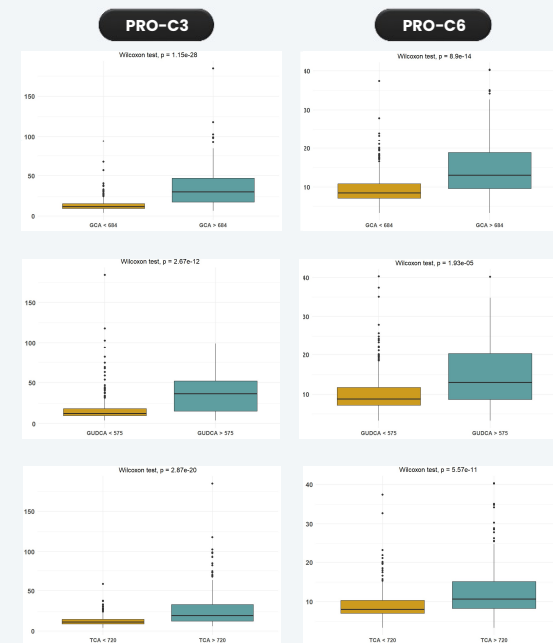 PRO-C3
PRO-C6
Wilcoxon test, p = 1.15e-28
150
100
50
0
GCA < 684
GCA > 684
Wilcoxon test, p = 8.9e-14
40
30
20
10
GCA < 684
GCA > 684
Wilcoxon test, p = 2.67e-12
150
100
50
0
GUDCA < 575
GUDCA > 575
Wilcoxon test, p = 1.93e-05
40
30
20
10
GUDCA < 575
GUDCA > 575
Wilcoxon test, p = 2.87e-20
150
100
50
0
TCA < 720
TCA > 720
Wilcoxon test, p = 5.57e-11
40
30
20
10
TCA < 720
TCA > 720